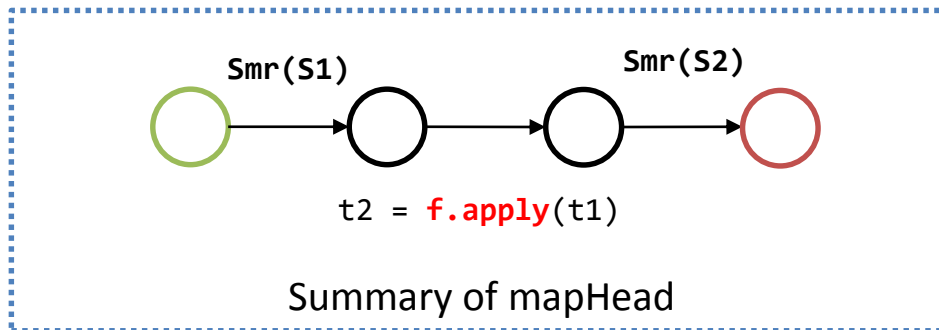 Smr(S1)
Smr(S2)
t2 = f.apply(t1)
Summary of mapHead